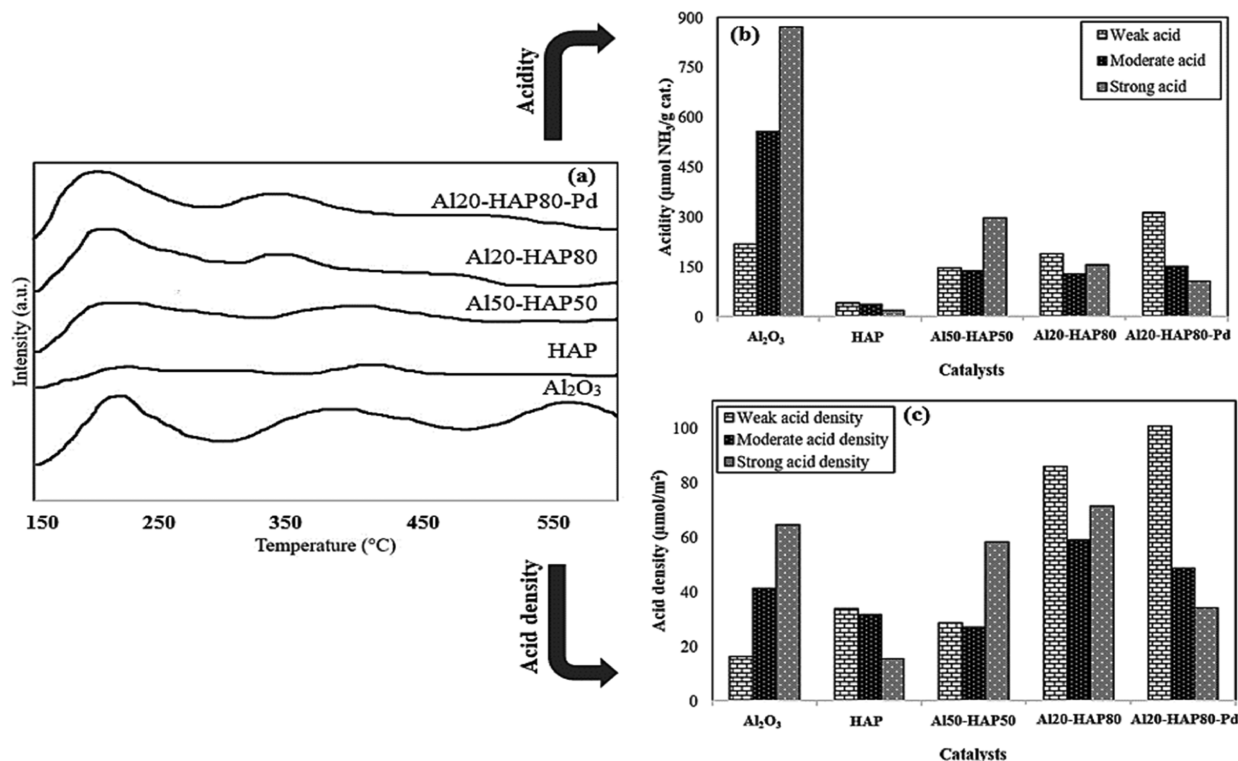 Acidity
(a)
Al20-HAP80-Pd
Al20-HAP80
Al50-HAP50
HAP
Al₂O₃
Intensity (a.u.)
150 250 350 450 550
Temperature (°C)
Acid density
(b)
Weak acid
Moderate acid
Strong acid
Acidity (µmol NH₃/g cat.)
900
750
600
450
300
150
0
Al₂O₃ HAP Al50-HAP50 Al20-HAP80 Al20-HAP80-Pd
Catalysts
(c)
Weak acid density
Moderate acid density
Strong acid density
Acid density (µmol/m²)
100
80
60
40
20
0
Al₂O₃ HAP Al50-HAP50 Al20-HAP80 Al20-HAP80-Pd
Catalysts